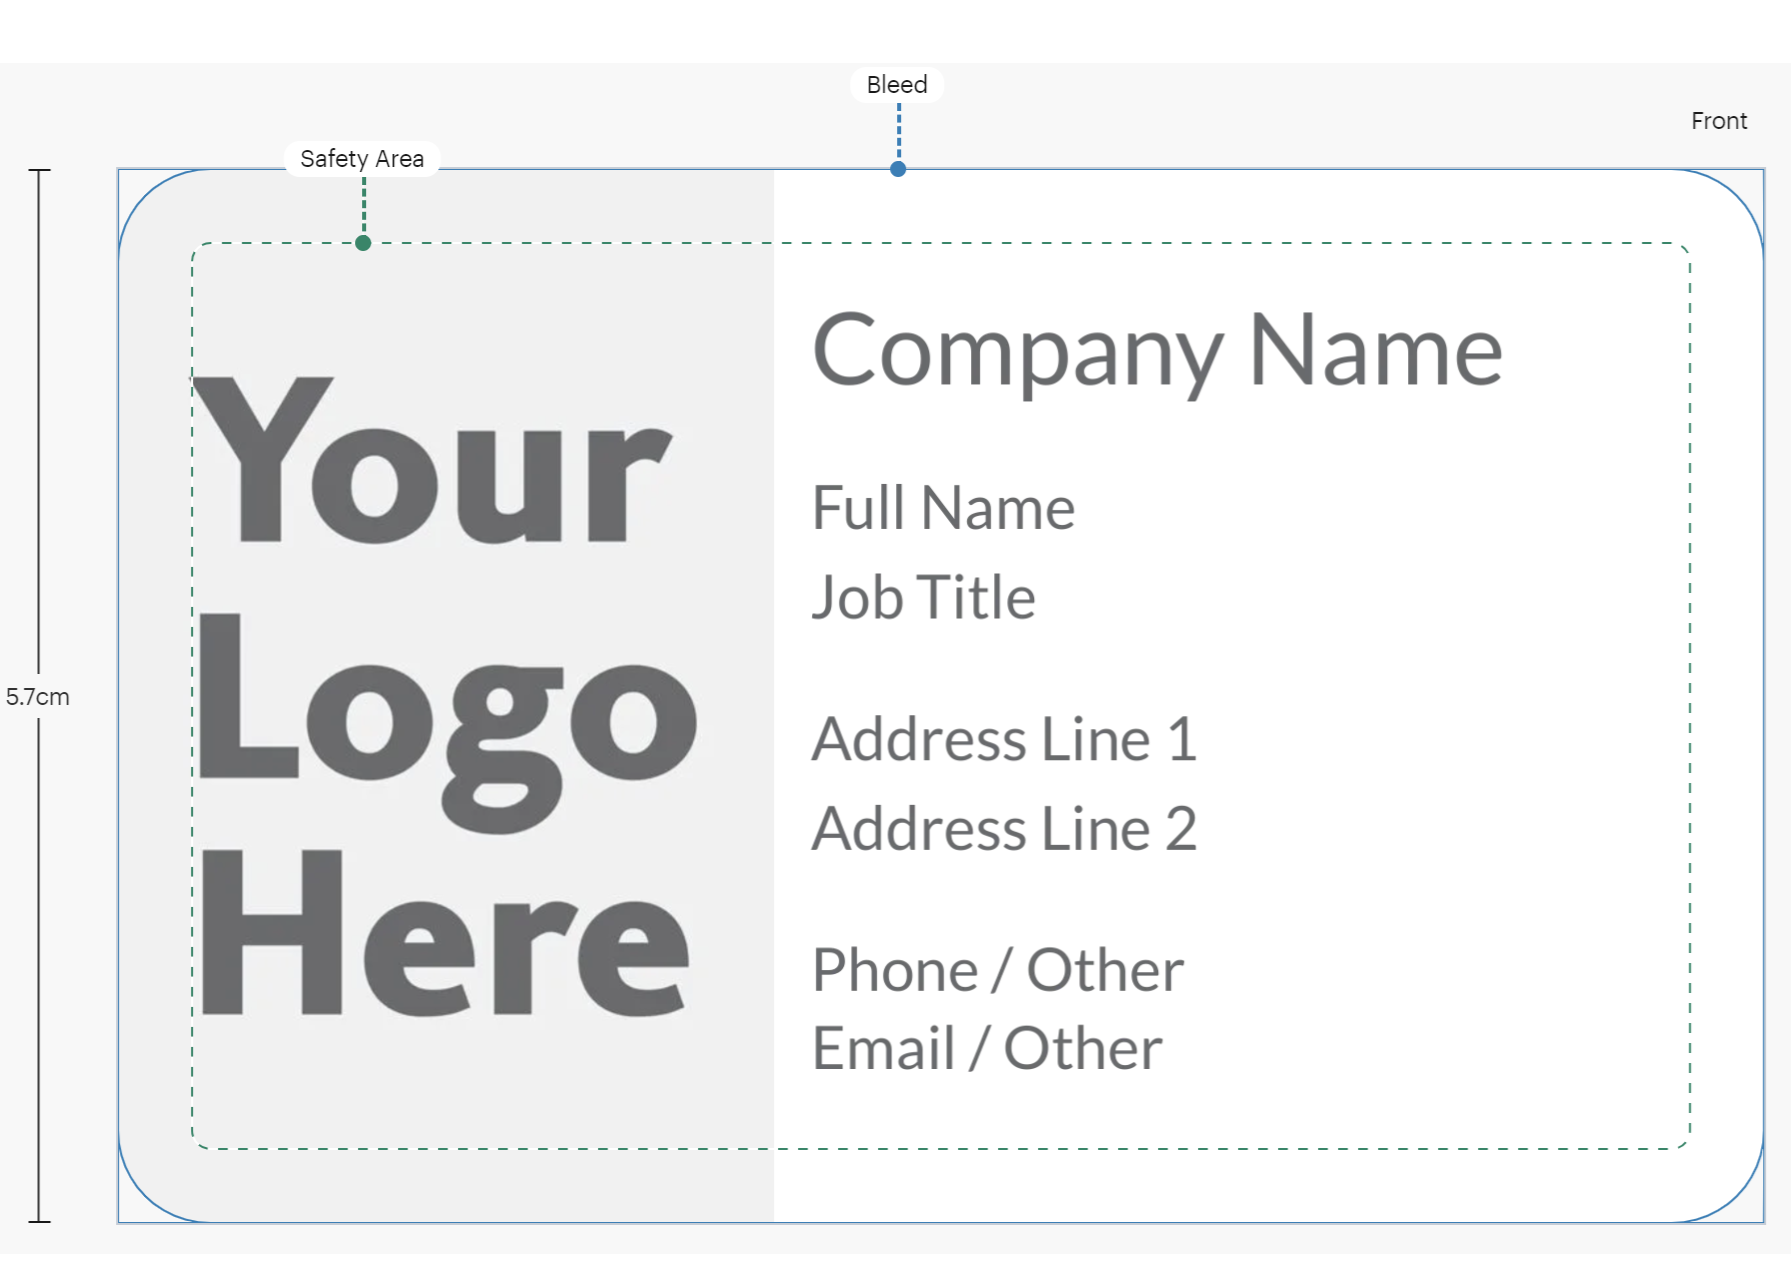 Bleed
Front
Safety Area
5.7cm
Your
Logo
Here
Company Name
Full Name
Job Title
Address Line 1
Address Line 2
Phone / Other
Email / Other